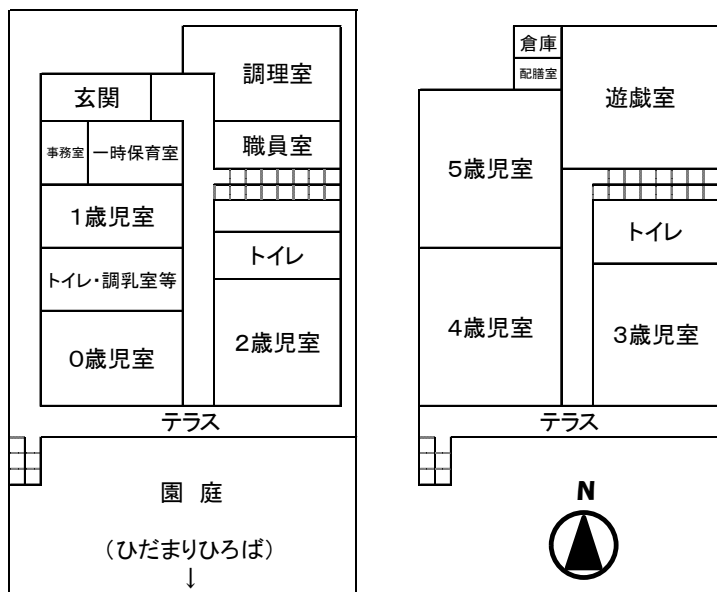 調理室
玄関
職員室
事務室
一時保育室
1歳児室
トイレ
トイレ・調乳室等
2歳児室
0歳児室
テラス
園 庭
(ひだまりひろば)
↓
倉庫
配膳室
遊戯室
5歳児室
トイレ
4歳児室
3歳児室
テラス
N